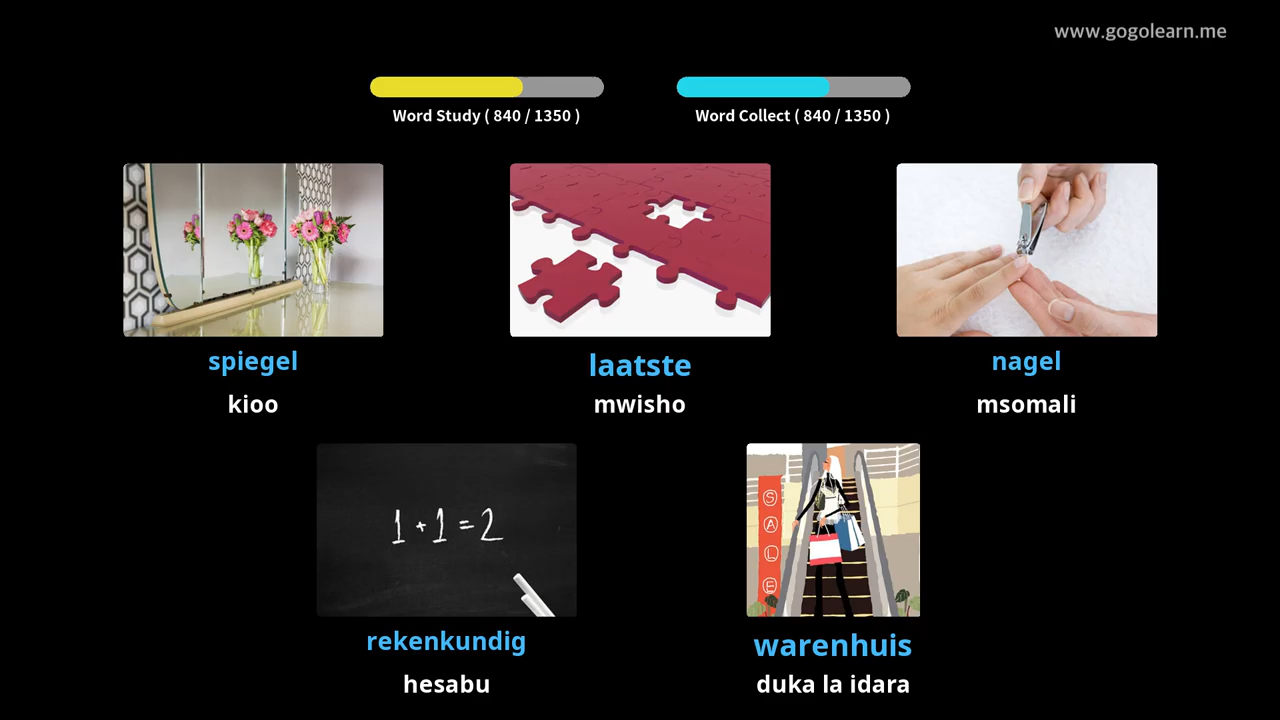 www.gogolearn.me
Word Study ( 840 / 1350 )
Word Collect ( 840 / 1350 )
spiegel
laatste
nagel
kioo
mwisho
msomali
1 + 1 = 2
SALE
rekenkundig
warenhuis
hesabu
duka la idara